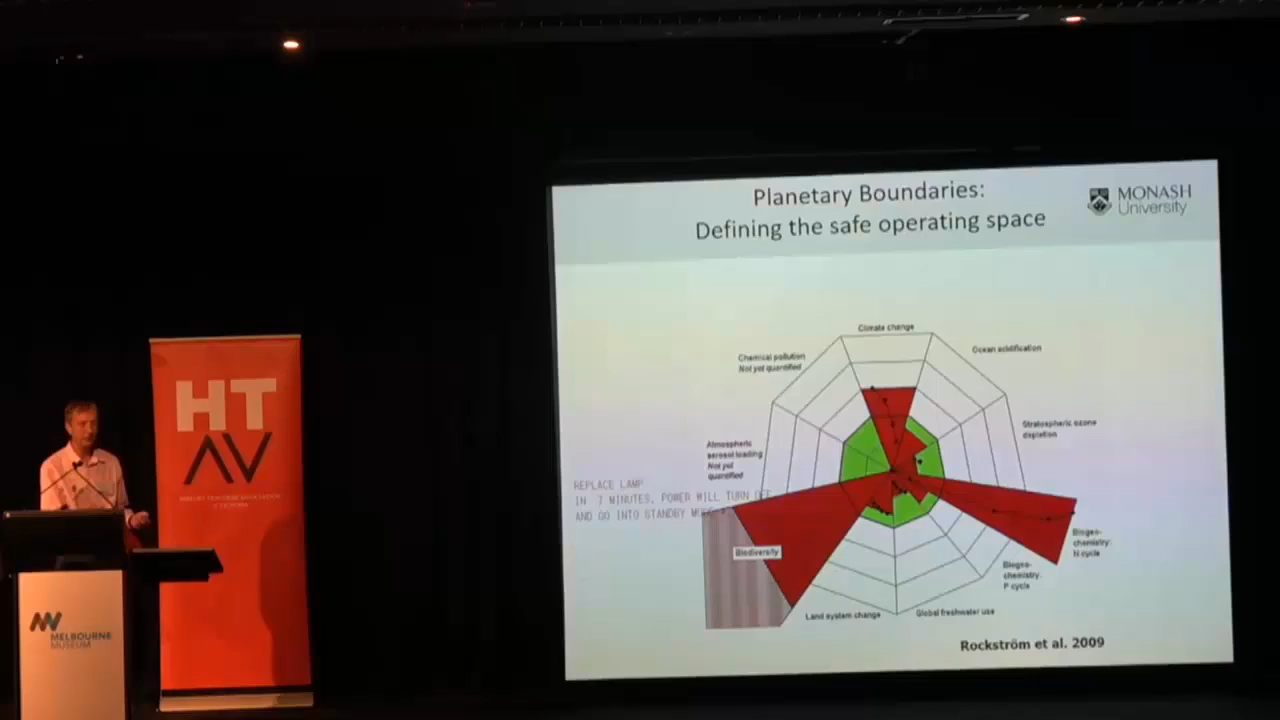 Planetary Boundaries:
Defining the safe operating space
MONASH
University
Climate change
Ocean acidification
Chemical pollution
Not yet quantified
Stratospheric ozone
depletion
Atmospheric
aerosol loading
Not yet
quantified
REPLACE LAMP
IN 7 MINUTES, POWER WILL TURN OFF
AND GO INTO STANDBY
Biodiversity
Biogeo-
chemistry:
N cycle
Biogeo-
chemistry:
P cycle
Land system change
Global freshwater use
Rockström et al. 2009
HT
AV
MELBOURNE
MUSEUM